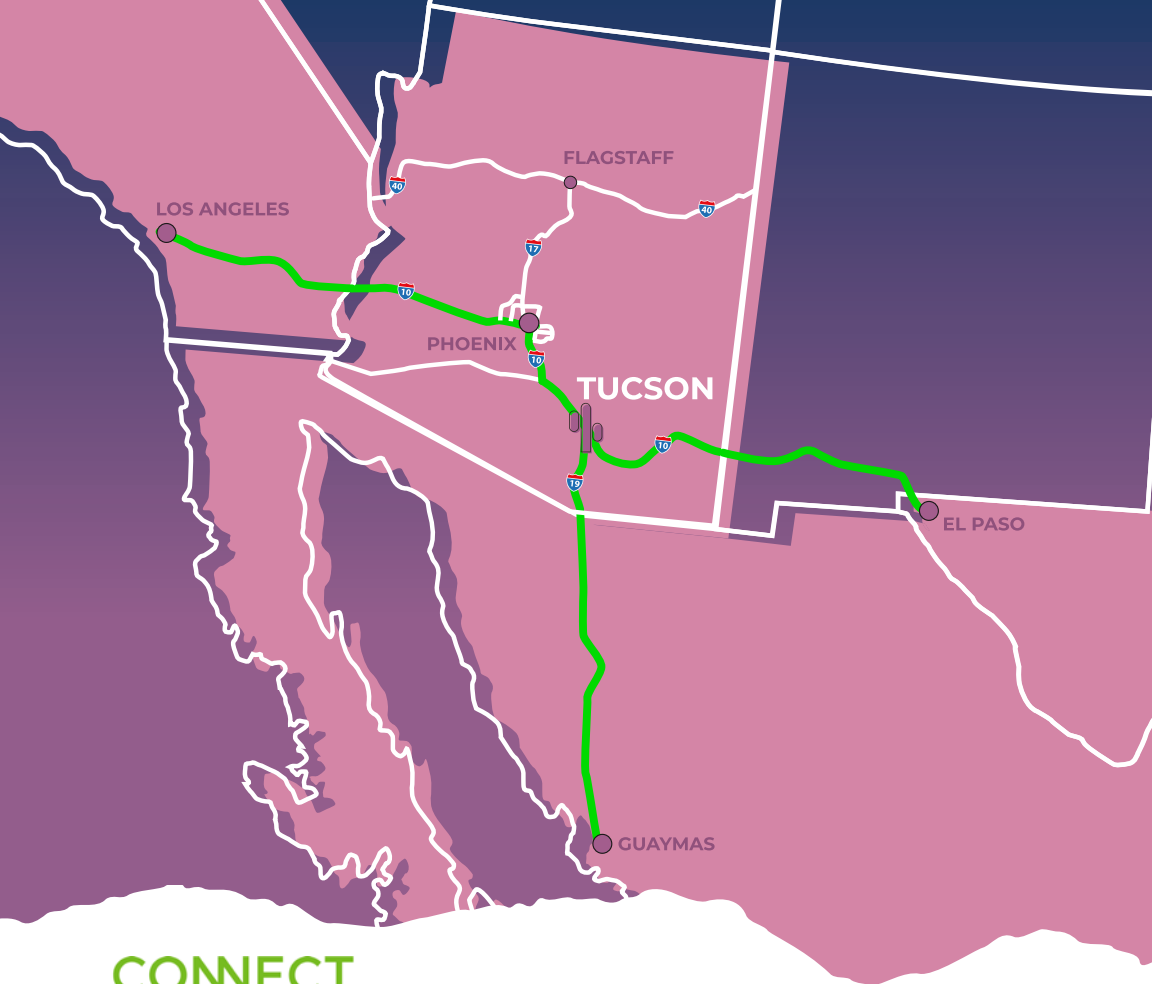 FLAGSTAFF
40
LOS ANGELES
40
17
10
PHOENIX
10
TUCSON
10
19
EL PASO
GUAYMAS
CONNECT